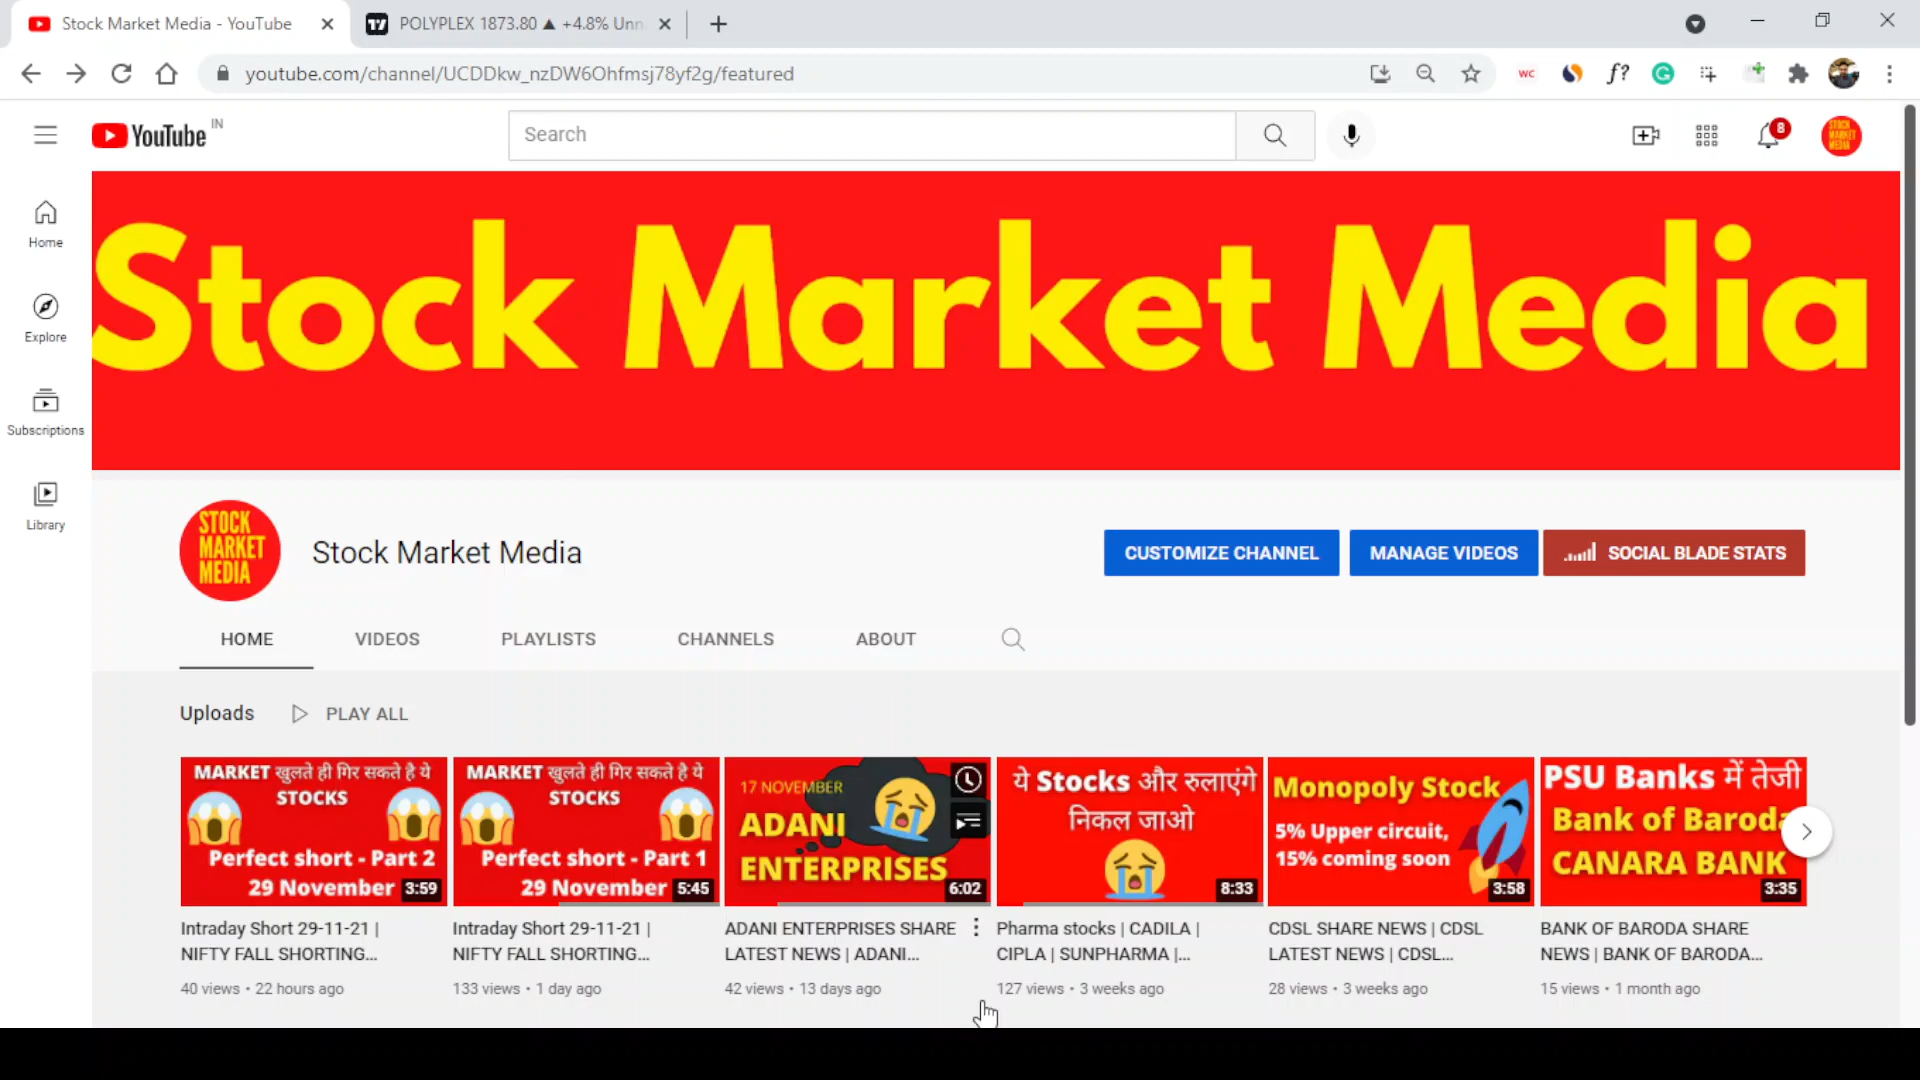 Stock Market Media - YouTube
POLYPLEX 1873.80 ▲ +4.8% Unn
youtube.com/channel/UCDDkw_nzDW6Ohfmsj78yf2g/featured
wc
f?
YouTube IN
Search
8
STOCK MARKET MEDIA
Home
Explore
Subscriptions
Library
Stock Market Media
STOCK
MARKET
MEDIA
Stock Market Media
CUSTOMIZE CHANNEL
MANAGE VIDEOS
SOCIAL BLADE STATS
HOME
VIDEOS
PLAYLISTS
CHANNELS
ABOUT
Uploads
PLAY ALL
MARKET खुलते ही गिर सकते है ये
STOCKS
Perfect short - Part 2
29 November
3:59
Intraday Short 29-11-21 |
NIFTY FALL SHORTING...
40 views • 22 hours ago
MARKET खुलते ही गिर सकते है ये
STOCKS
Perfect short - Part 1
29 November
5:45
Intraday Short 29-11-21 |
NIFTY FALL SHORTING...
133 views • 1 day ago
17 NOVEMBER
ADANI
ENTERPRISES
6:02
ADANI ENTERPRISES SHARE
LATEST NEWS | ADANI...
42 views • 13 days ago
ये Stocks और रुलाएंगे
निकल जाओ
8:33
Pharma stocks | CADILA |
CIPLA | SUNPHARMA |...
127 views • 3 weeks ago
Monopoly Stock
5% Upper circuit,
15% coming soon
3:58
CDSL SHARE NEWS | CDSL
LATEST NEWS | CDSL...
28 views • 3 weeks ago
PSU Banks में तेजी
Bank of Baroda
CANARA BANK
3:35
BANK OF BARODA SHARE
NEWS | BANK OF BARODA...
15 views • 1 month ago